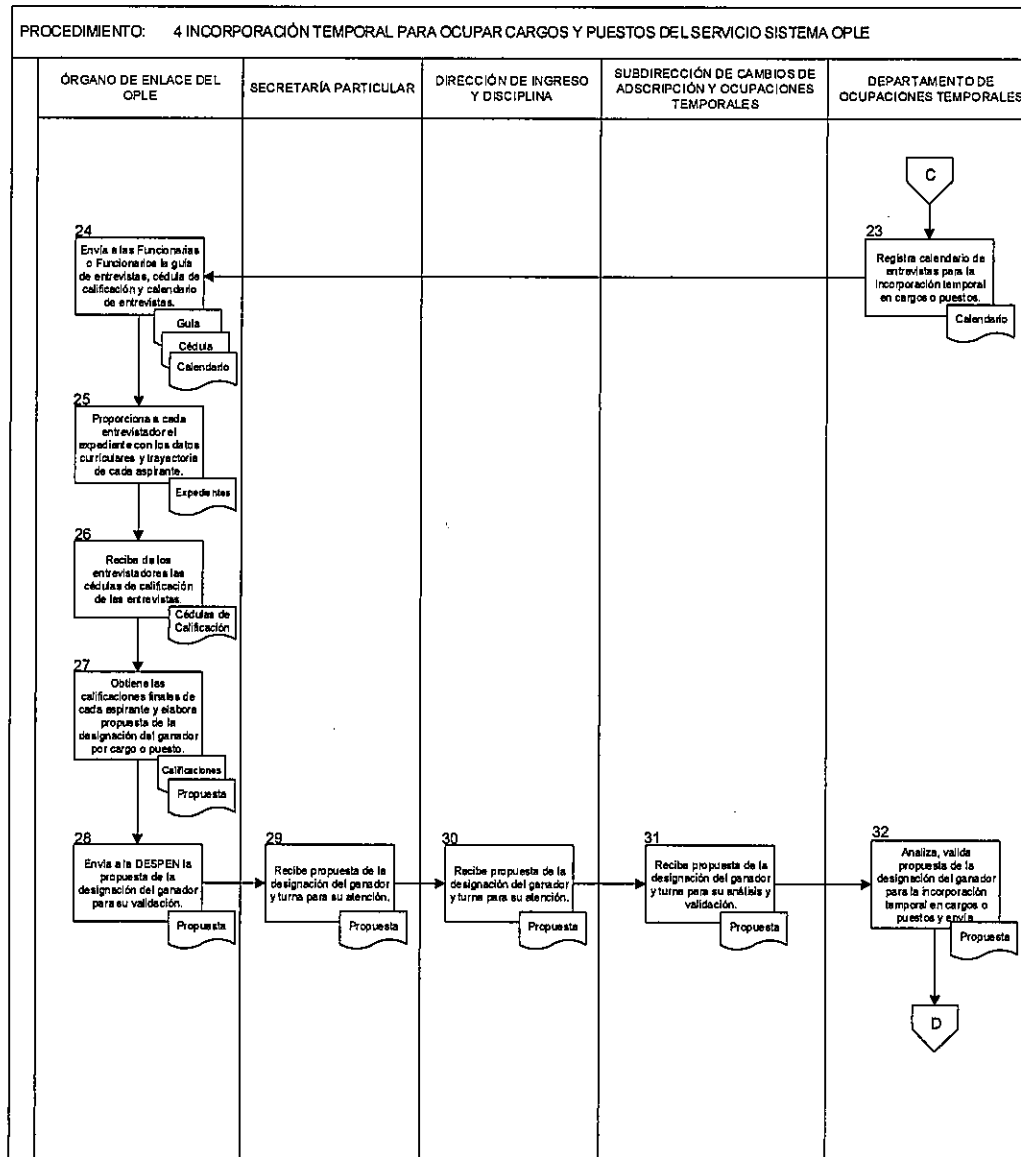 PROCEDIMIENTO: 4 INCORPORACIÓN TEMPORAL PARA OCUPAR CARGOS Y PUESTOS DEL SERVICIO SISTEMA OPLE
ÓRGANO DE ENLACE DEL
OPLE
SECRETARÍA PARTICULAR
DIRECCIÓN DE INGRESO
Y DISCIPLINA
SUBDIRECCIÓN DE CAMBIOS DE
ADSCRIPCIÓN Y OCUPACIONES
TEMPORALES
DEPARTAMENTO DE
OCUPACIONES TEMPORALES
C
23
Registra calendario de
entrevistas para la
incorporación temporal
en cargos o puestos.
Calendario
24
Envía a las Funcionarias
o Funcionarios la guía
de entrevistas, cédula de
calificación y calendario
de entrevistas.
Guía
Cédula
Calendario
25
Proporciona a cada
entrevistador el
expediente con los datos
curriculares y trayectoria
de cada aspirante.
Expedientes
26
Recibe de los
entrevistadores las
cédulas de calificación
de las entrevistas.
Cédulas de
Calificación
27
Obtiene las
calificaciones finales de
cada aspirante y elabora
propuesta de la
designación del ganador
por cargo o puesto.
Calificaciones
Propuesta
28
Envía a la DESPEN la
propuesta de la
designación del ganador
para su validación.
Propuesta
29
Recibe propuesta de la
designación del ganador
y turna para su atención.
Propuesta
30
Recibe propuesta de la
designación del ganador
y turna para su atención.
Propuesta
31
Recibe propuesta de la
designación del ganador
y turna para su análisis y
validación.
Propuesta
32
Analiza, valida
propuesta de la
designación del ganador
para la incorporación
temporal en cargos o
puestos y envía
Propuesta
D